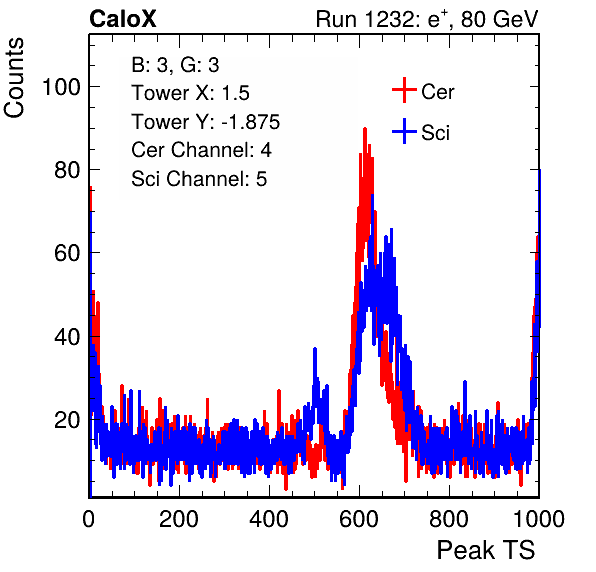 CaloX Run 1232: e⁺, 80 GeV
Counts
B: 3, G: 3
Tower X: 1.5
Tower Y: -1.875
Cer Channel: 4
Sci Channel: 5
Cer
Sci
100
80
60
40
20
0 200 400 600 800 1000
Peak TS